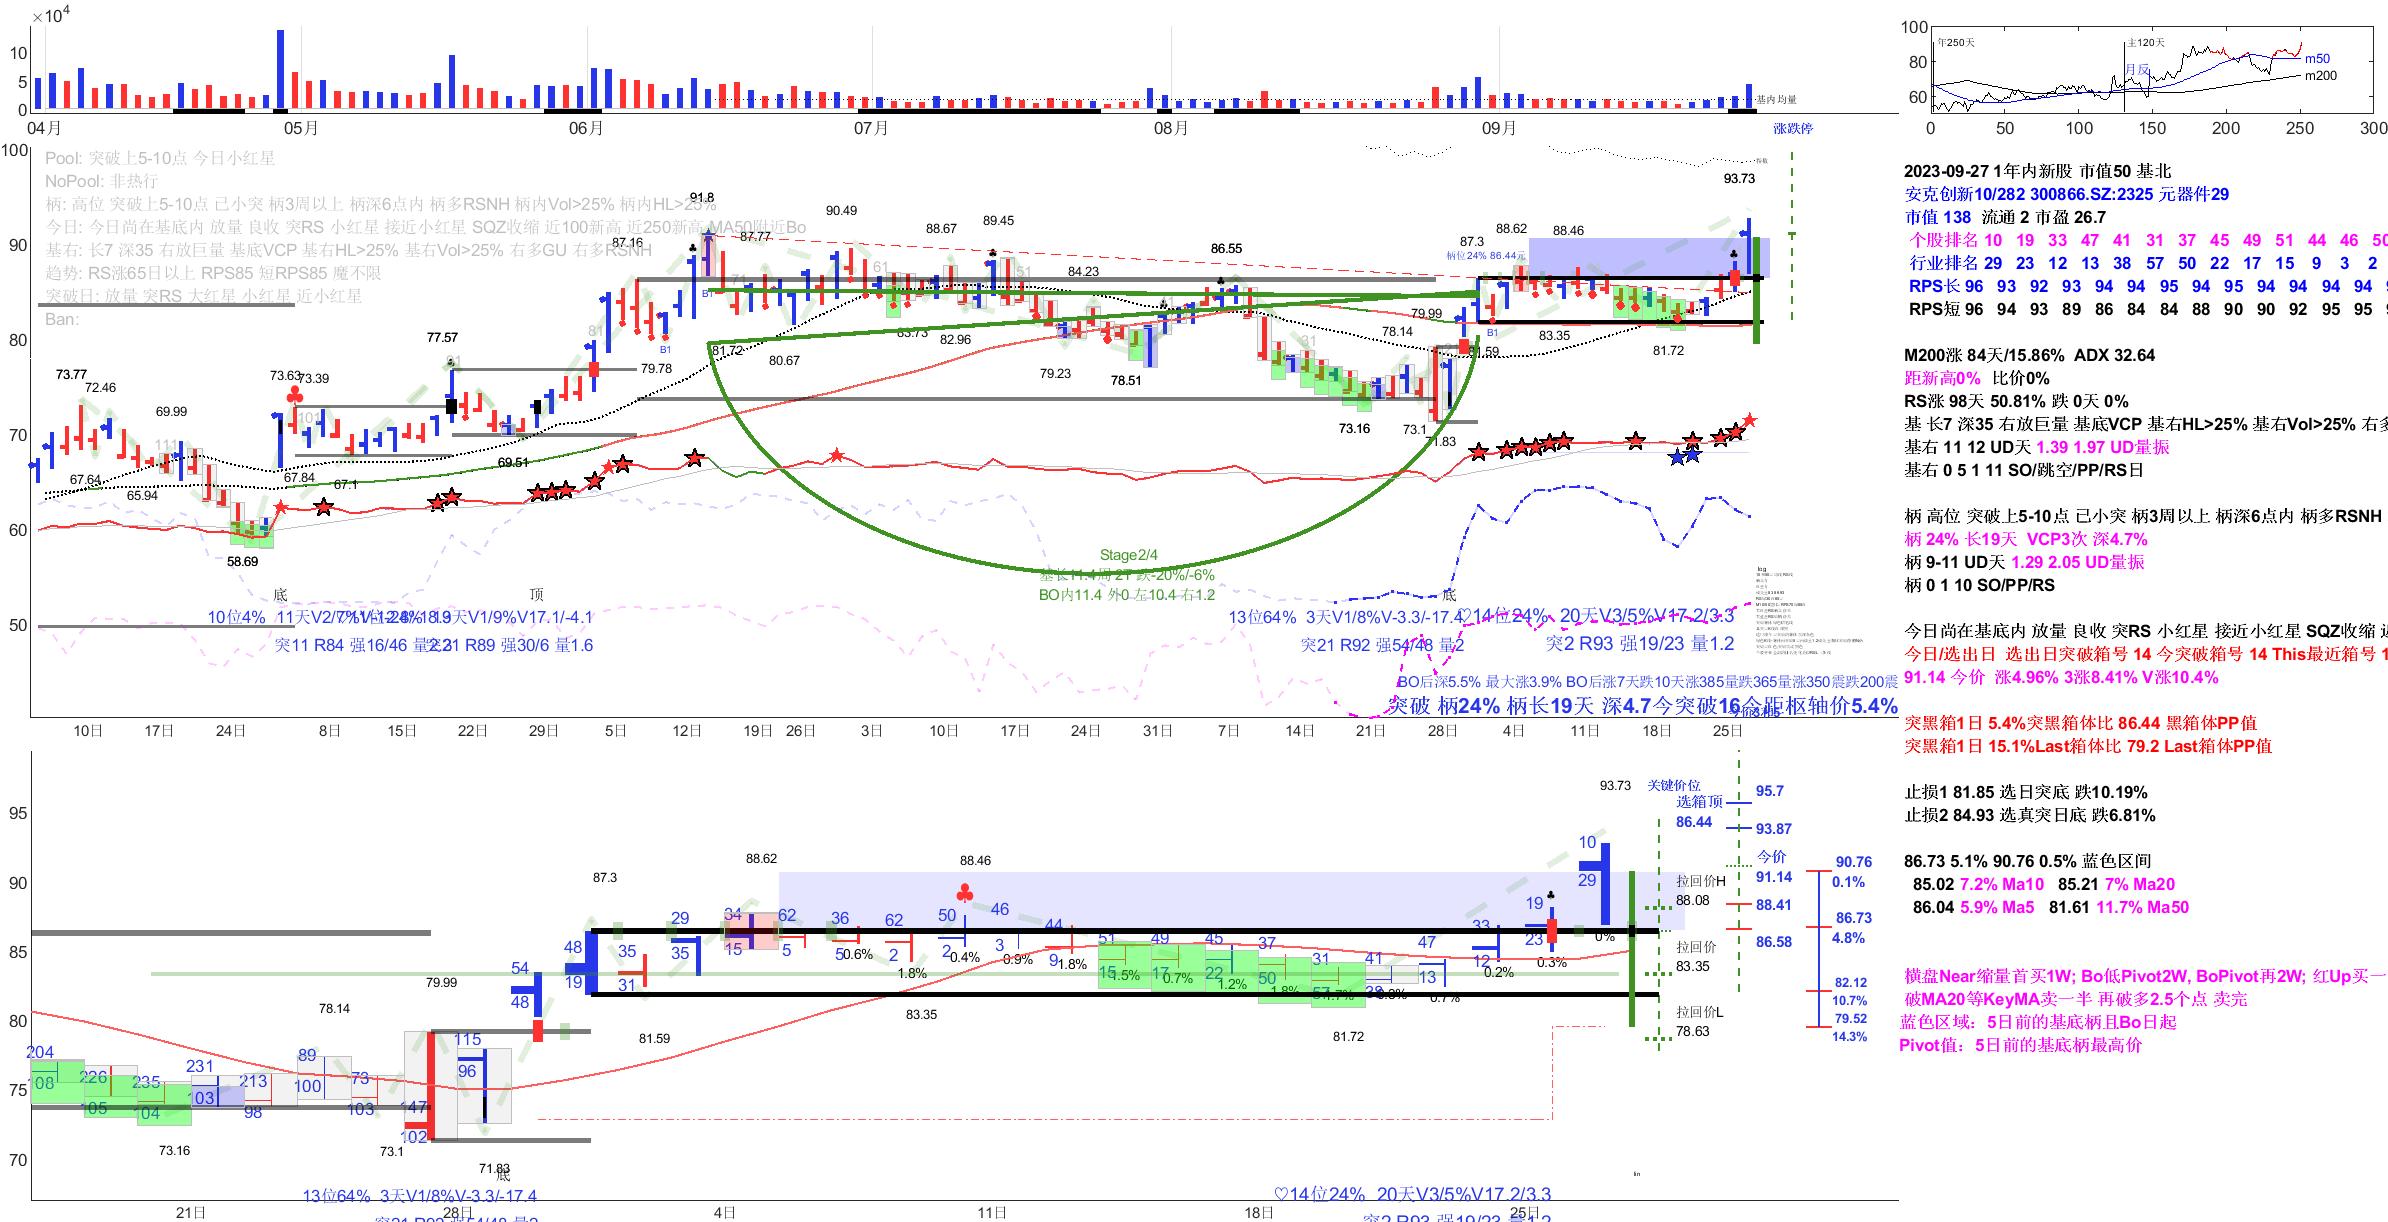 ×10⁴
10
5
0
04月 05月 06月 07月 08月 09月
基内均量
涨跌停
100
80
60
年250天
主120天
月反
m50
m200
0 50 100 150 200 250 300
100
90
80
70
60
50
Pool: 突破上5-10点 今日小红星
NoPool: 非热行
柄: 高位 突破上5-10点 己小突 柄3周以上 柄深6点内 柄多RSNH 柄内Vol>25% 柄内HL>25%
今日: 今日尚在基底内 放量 良收 突RS 小红星 接近小红星 SQZ收缩 近100新高 近250新高 MA50附近Bo
基右: 长7 深35 右放巨量 基底VCP 基右HL>25% 基右Vol>25% 右多GU 右多RSNH
趋势: RS涨65日以上 RPS85 短RPS85 魔不限
突破日: 放量 突RS 大红星 小红星 近小红星
Ban:
91.8
90.49
88.67
89.45
87.16
87.77
86.55
84.23
87.3
88.62
88.46
93.73
柄位24% 86.44元
77.57
73.77
72.46
73.63
73.39
69.99
67.64
65.94
67.84
67.1
69.51
58.69
79.78
81.72
80.67
83.73
82.96
79.23
78.51
78.14
79.99
81.59
83.35
81.72
73.16
73.1
71.83
B1
B1
B1
61
51
31
81
101
111
Stage2/4
基长11.4周 2T 跌-20%/-6%
BO内11.4 外0 左10.4 右1.2
底
顶
底
10位4%
突11 R84 强16/46
突21 R89 强30/6 量1.6
13位64% 3天V1/8%V-3.3/-17.4
♡14位24% 20天V3/5%V17.2/3.3
突21 R92 强54/48 量2
突2 R93 强19/23 量1.2
BO后深5.5% 最大涨3.9% BO后涨7天跌10天涨385量跌365量涨350震跌200震
突破 柄24% 柄长19天 深4.7今突破16今距枢轴价5.4%
log
10日 17日 24日 8日 15日 22日 29日 5日 12日 19日 26日 3日 10日 17日 24日 31日 7日 14日 21日 28日 4日 11日 18日 25日
2023-09-27 1年内新股 市值50 基北
安克创新10/282 300866.SZ:2325 元器件29
市值 138 流通 2 市盈 26.7
个股排名 10 19 33 47 41 31 37 45 49 51 44 46 50
行业排名 29 23 12 13 38 57 50 22 17 15 9 3 2
RPS长 96 93 92 93 94 94 95 94 95 94 94 94 94
RPS短 96 94 93 89 86 84 84 88 90 90 92 95 95
M200涨 84天/15.86% ADX 32.64
距新高0% 比价0%
RS涨 98天 50.81% 跌 0天 0%
基 长7 深35 右放巨量 基底VCP 基右HL>25% 基右Vol>25% 右多
基右 11 12 UD天 1.39 1.97 UD量振
基右 0 5 1 11 SO/跳空/PP/RS日
柄 高位 突破上5-10点 己小突 柄3周以上 柄深6点内 柄多RSNH
柄 24% 长19天 VCP3次 深4.7%
柄 9-11 UD天 1.29 2.05 UD量振
柄 0 1 10 SO/PP/RS
今日尚在基底内 放量 良收 突RS 小红星 接近小红星 SQZ收缩
今日/选出日 选出日突破箱号 14 今突破箱号 14 This最近箱号
91.14 今价 涨4.96% 3涨8.41% V涨10.4%
突黑箱1日 5.4%突黑箱体比 86.44 黑箱体PP值
突黑箱1日 15.1%Last箱体比 79.2 Last箱体PP值
止损1 81.85 选日突底 跌10.19%
止损2 84.93 选真突日底 跌6.81%
86.73 5.1% 90.76 0.5% 蓝色区间
85.02 7.2% Ma10 85.21 7% Ma20
86.04 5.9% Ma5 81.61 11.7% Ma50
横盘Near缩量首买1W; Bo低Pivot2W, BoPivot再2W; 红Up买一
破MA20等KeyMA卖一半 再破多2.5个点 卖完
蓝色区域：5日前的基底柄且Bo日起
Pivot值：5日前的基底柄最高价
95
90
85
80
75
70
93.73
关键价位
选箱顶
86.44
95.7
93.87
今价
91.14
88.41
86.58
拉回价H
88.08
拉回价
83.35
拉回价L
78.63
90.76
0.1%
86.73
4.8%
82.12
10.7%
79.52
14.3%
87.3
88.62
88.46
79.99
78.14
81.59
83.35
81.72
73.16
73.1
71.83
底
204 226 235 231 213 89 73 115 54 48 35 29 34 62 36 62 50 46 44 51 49 45 37 31 41 47 33 19 10
108 105 104 103 98 100 103 147 102 96 48 19 31 35 15 5 5 2 2 3 9 15 17 22 50 13 12 23 29
0.6% 1.8% 0.4% 0.9% 1.8% 1.5% 0.7% 1.2% 1.8% 0.7% 0.2% 0.3% 0%
13位64% 3天V1/8%V-3.3/-17.4
♡14位24% 20天V3/5%V17.2/3.3
突21 R92 强54/48 量2
突2 R93 强19/23 量1.2
lin
21日 28日 4日 11日 18日 25日